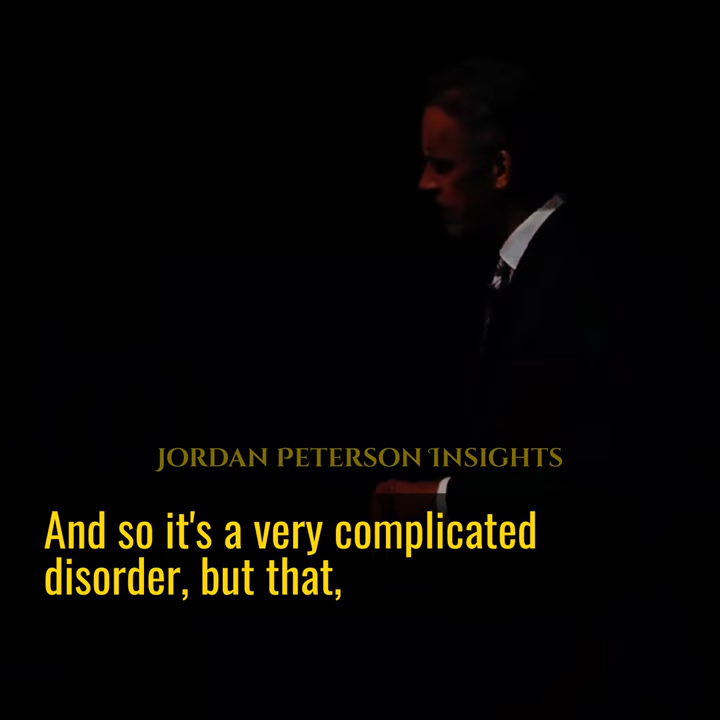 JORDAN PETERSON INSIGHTS
And so it's a very complicated
disorder, but that,